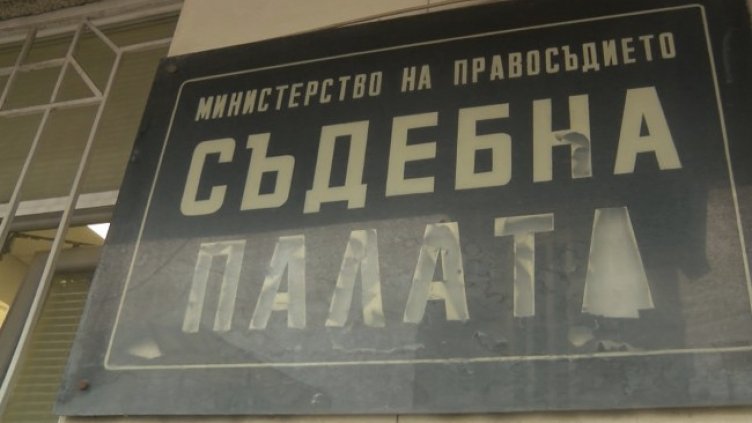 МИНИСТЕРСТВО НА ПРАВОСЪДИЕТО
СЪДЕБНА
ПАЛАТА